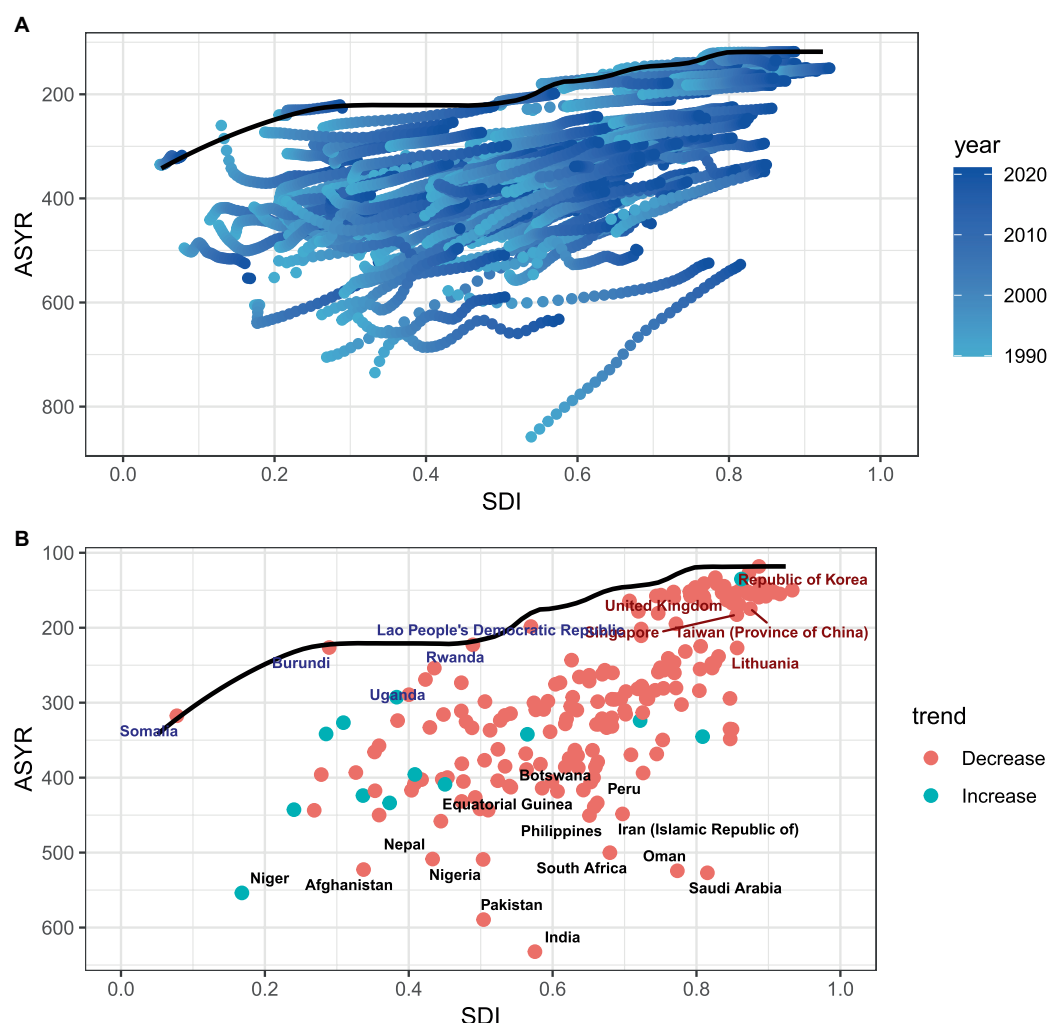 A
200
400
600
800
ASYR
0.0
0.2
0.4
0.6
0.8
1.0
SDI
year
2020
2010
2000
1990
B
100
200
300
400
500
600
ASYR
Republic of Korea
United Kingdom
Lao People's Democratic Republic
Singapore
Taiwan (Province of China)
Burundi
Rwanda
Lithuania
Uganda
Somalia
Botswana
Peru
Equatorial Guinea
Philippines
Iran (Islamic Republic of)
Nepal
Nigeria
South Africa
Oman
Niger
Afghanistan
Saudi Arabia
Pakistan
India
0.0
0.2
0.4
0.6
0.8
1.0
SDI
trend
Decrease
Increase